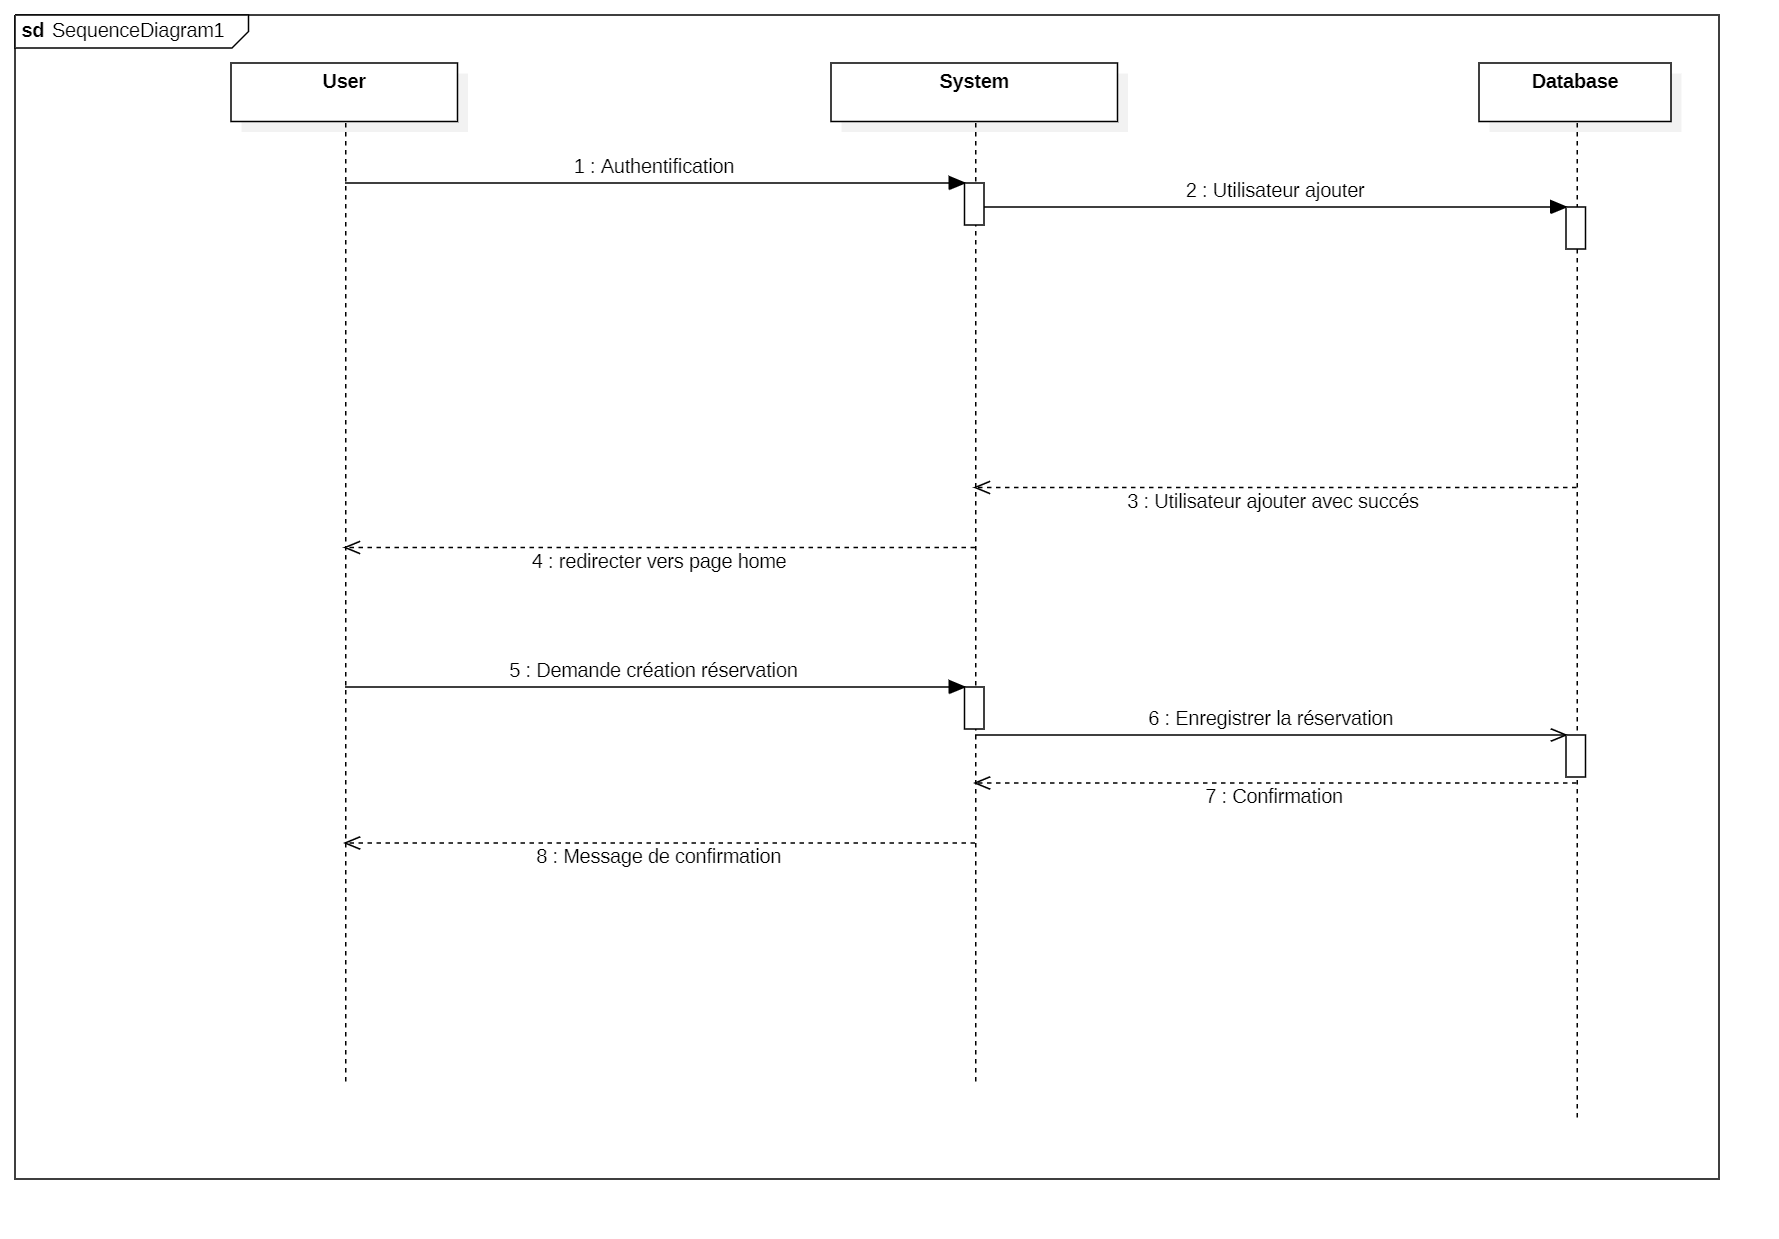 sd SequenceDiagram1
User
System
Database
1 : Authentification
2 : Utilisateur ajouter
3 : Utilisateur ajouter avec succés
4 : redirecter vers page home
5 : Demande création réservation
6 : Enregistrer la réservation
7 : Confirmation
8 : Message de confirmation